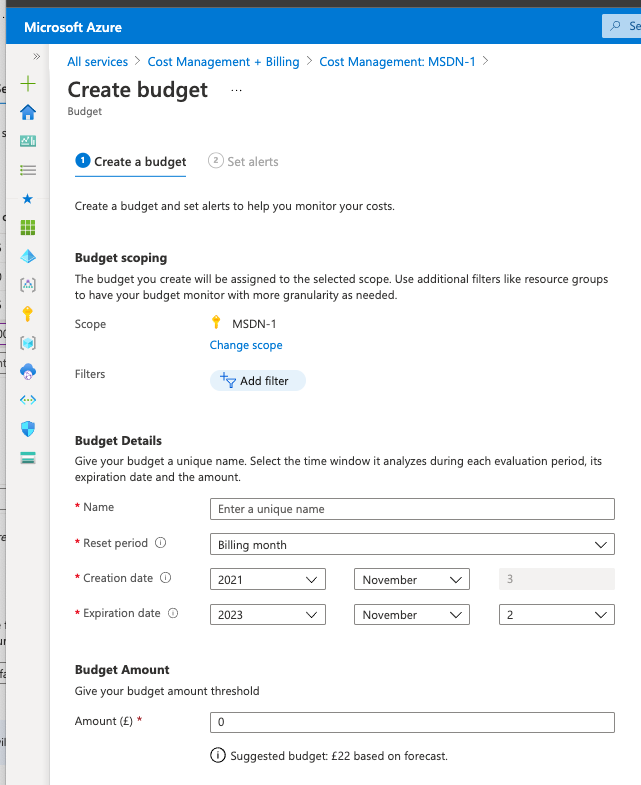 Microsoft Azure
Se
»
All services > Cost Management + Billing > Cost Management: MSDN-1 >
Create budget ...
Budget
1 Create a budget 2 Set alerts
Create a budget and set alerts to help you monitor your costs.
Budget scoping
The budget you create will be assigned to the selected scope. Use additional filters like resource groups
to have your budget monitor with more granularity as needed.
Scope
MSDN-1
Change scope
Filters
Add filter
Budget Details
Give your budget a unique name. Select the time window it analyzes during each evaluation period, its
expiration date and the amount.
* Name
Enter a unique name
* Reset period
Billing month
* Creation date
2021 November 3
* Expiration date
2023 November 2
Budget Amount
Give your budget amount threshold
Amount (£) *
0
Suggested budget: £22 based on forecast.